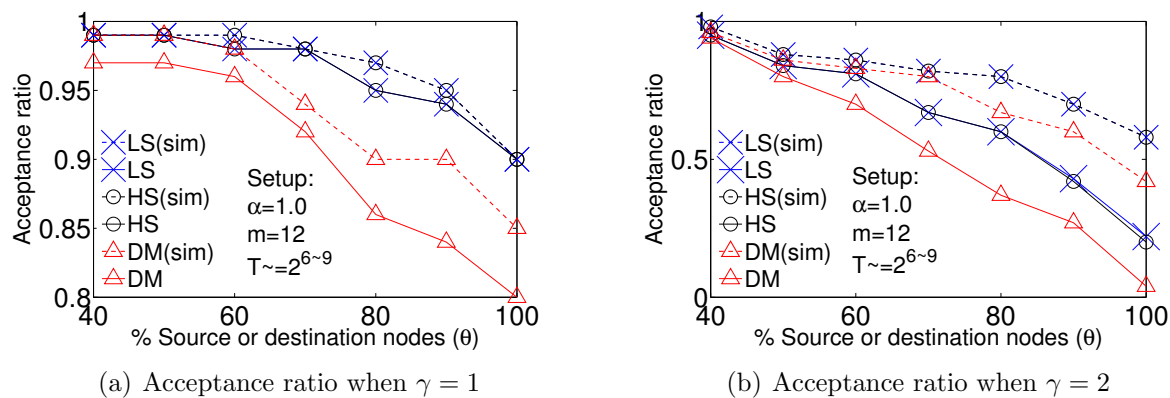 1
0.95
0.9
0.85
0.8
Acceptance ratio
LS(sim)
LS
HS(sim)
HS
DM(sim)
DM
Setup:
α=1.0
m=12
T~=2^{6~9}
40 60 80 100
% Source or destination nodes (θ)
(a) Acceptance ratio when γ = 1
1
0.5
0
Acceptance ratio
LS(sim)
LS
HS(sim)
HS
DM(sim)
DM
Setup:
α=1.0
m=12
T~=2^{6~9}
40 60 80 100
% Source or destination nodes (θ)
(b) Acceptance ratio when γ = 2